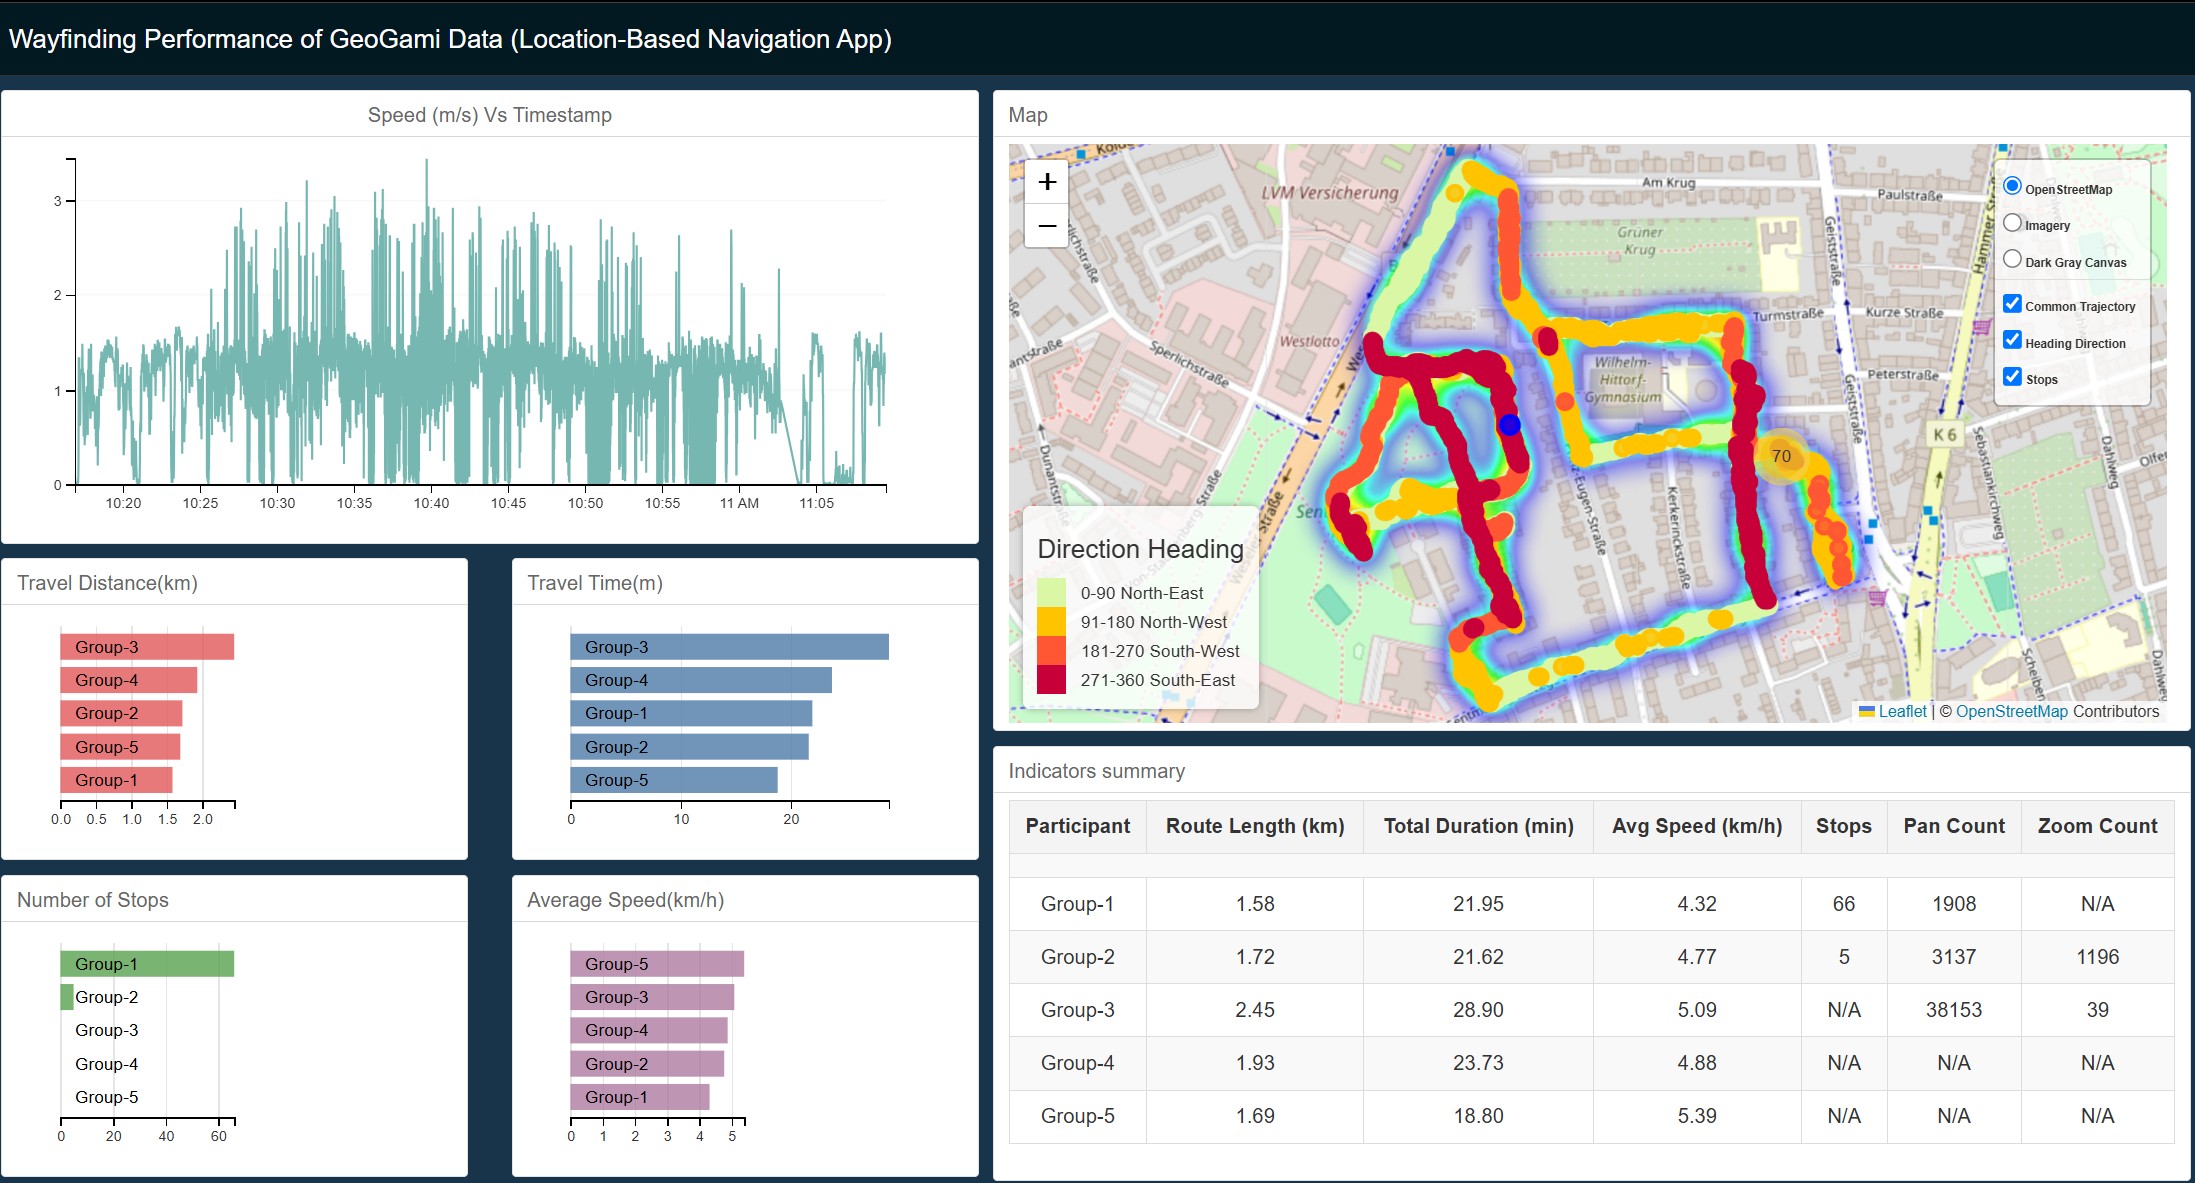 Wayfinding Performance of GeoGami Data (Location-Based Navigation App)
Speed (m/s) Vs Timestamp
3
2
1
0
10:20 10:25 10:30 10:35 10:40 10:45 10:50 10:55 11 AM 11:05
Travel Distance(km)
Group-3
Group-4
Group-2
Group-5
Group-1
0.0 0.5 1.0 1.5 2.0
Travel Time(m)
Group-3
Group-4
Group-1
Group-2
Group-5
0 10 20
Number of Stops
Group-1
Group-2
Group-3
Group-4
Group-5
0 20 40 60
Average Speed(km/h)
Group-5
Group-3
Group-4
Group-2
Group-1
0 1 2 3 4 5
Map
+
−
LVM Versicherung
Am Krug
Paulstraße
Grüner
Krug
Geiststraße
Turmstraße
Kurze Straße
Westlotto
Sperlichstraße
Wilhelm-
Hittorf-
Gymnasium
Peterstraße
Geiststraße
K 6
70
Dunantstraße
Sebastiankirchweg
Dahlweg
Kerkerinckstraße
OpenStreetMap
Imagery
Dark Gray Canvas
Common Trajectory
Heading Direction
Stops
Direction Heading
0-90 North-East
91-180 North-West
181-270 South-West
271-360 South-East
Leaflet | © OpenStreetMap Contributors
Indicators summary
Participant Route Length (km) Total Duration (min) Avg Speed (km/h) Stops Pan Count Zoom Count
Group-1 1.58 21.95 4.32 66 1908 N/A
Group-2 1.72 21.62 4.77 5 3137 1196
Group-3 2.45 28.90 5.09 N/A 38153 39
Group-4 1.93 23.73 4.88 N/A N/A N/A
Group-5 1.69 18.80 5.39 N/A N/A N/A